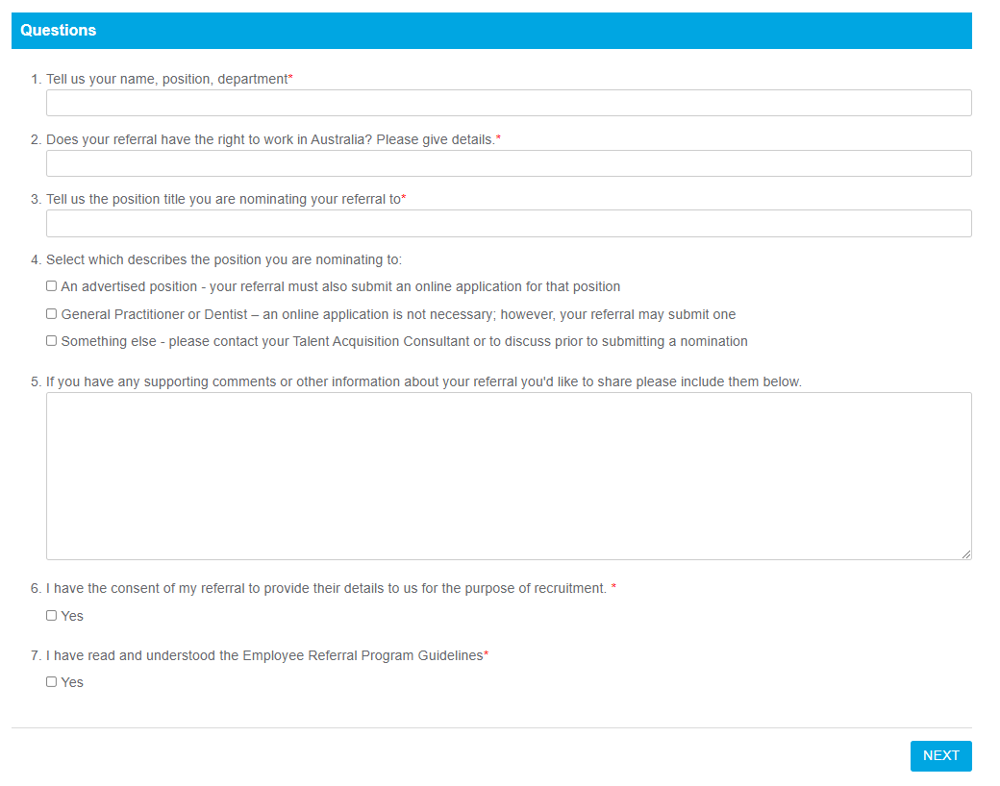 Questions
1. Tell us your name, position, department*
2. Does your referral have the right to work in Australia? Please give details.*
3. Tell us the position title you are nominating your referral to*
4. Select which describes the position you are nominating to:
An advertised position - your referral must also submit an online application for that position
General Practitioner or Dentist – an online application is not necessary; however, your referral may submit one
Something else - please contact your Talent Acquisition Consultant or to discuss prior to submitting a nomination
5. If you have any supporting comments or other information about your referral you'd like to share please include them below.
6. I have the consent of my referral to provide their details to us for the purpose of recruitment. *
Yes
7. I have read and understood the Employee Referral Program Guidelines*
Yes
NEXT